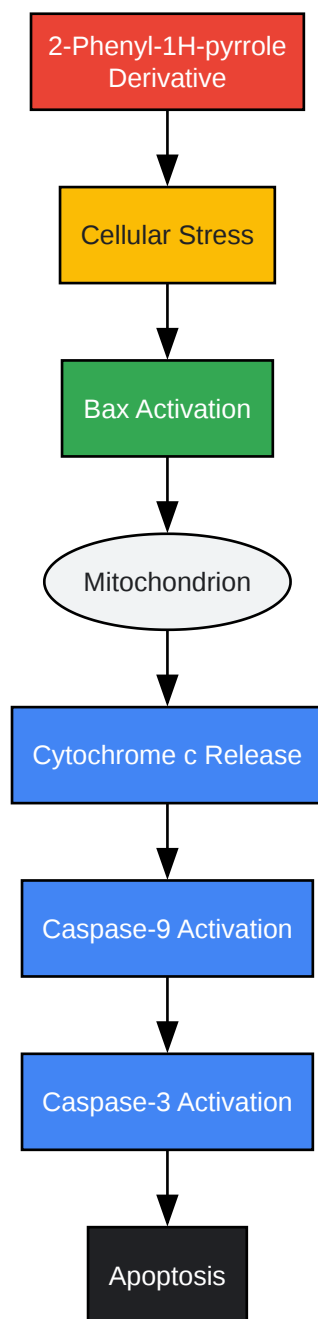 2-Phenyl-1H-pyrrole
Derivative
Cellular Stress
Bax Activation
Mitochondrion
Cytochrome c Release
Caspase-9 Activation
Caspase-3 Activation
Apoptosis